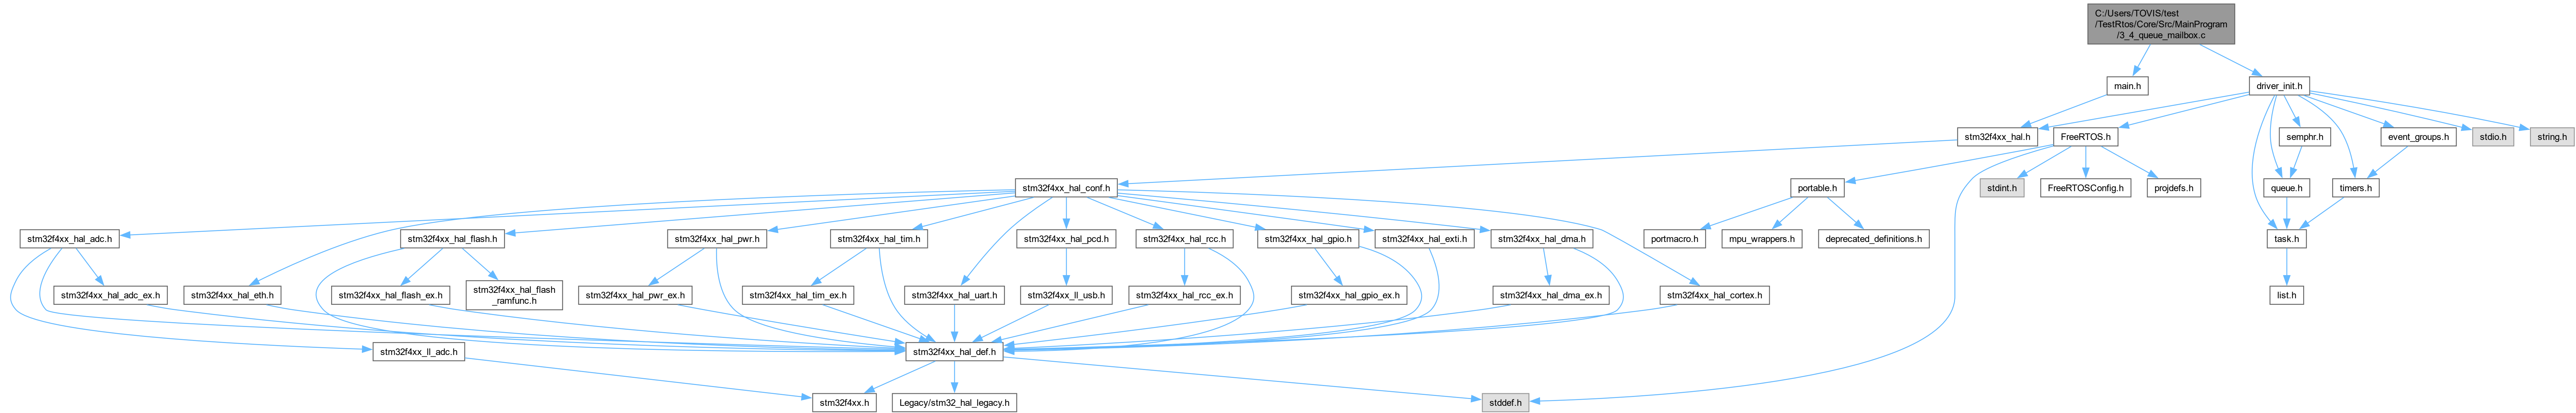 C:/Users/TOVIS/test
/TestRtos/Core/Src/MainProgram
/3_4_queue_mailbox.c
main.h
driver_init.h
stm32f4xx_hal.h
FreeRTOS.h
semphr.h
event_groups.h
stdio.h
string.h
stm32f4xx_hal_conf.h
portable.h
stdint.h
FreeRTOSConfig.h
projdefs.h
queue.h
timers.h
stm32f4xx_hal_adc.h
stm32f4xx_hal_flash.h
stm32f4xx_hal_pwr.h
stm32f4xx_hal_tim.h
stm32f4xx_hal_pcd.h
stm32f4xx_hal_rcc.h
stm32f4xx_hal_gpio.h
stm32f4xx_hal_exti.h
stm32f4xx_hal_dma.h
portmacro.h
mpu_wrappers.h
deprecated_definitions.h
task.h
stm32f4xx_hal_adc_ex.h
stm32f4xx_hal_eth.h
stm32f4xx_hal_flash_ex.h
stm32f4xx_hal_flash
_ramfunc.h
stm32f4xx_hal_pwr_ex.h
stm32f4xx_hal_tim_ex.h
stm32f4xx_hal_uart.h
stm32f4xx_ll_usb.h
stm32f4xx_hal_rcc_ex.h
stm32f4xx_hal_gpio_ex.h
stm32f4xx_hal_dma_ex.h
stm32f4xx_hal_cortex.h
list.h
stm32f4xx_ll_adc.h
stm32f4xx_hal_def.h
stm32f4xx.h
Legacy/stm32_hal_legacy.h
stddef.h